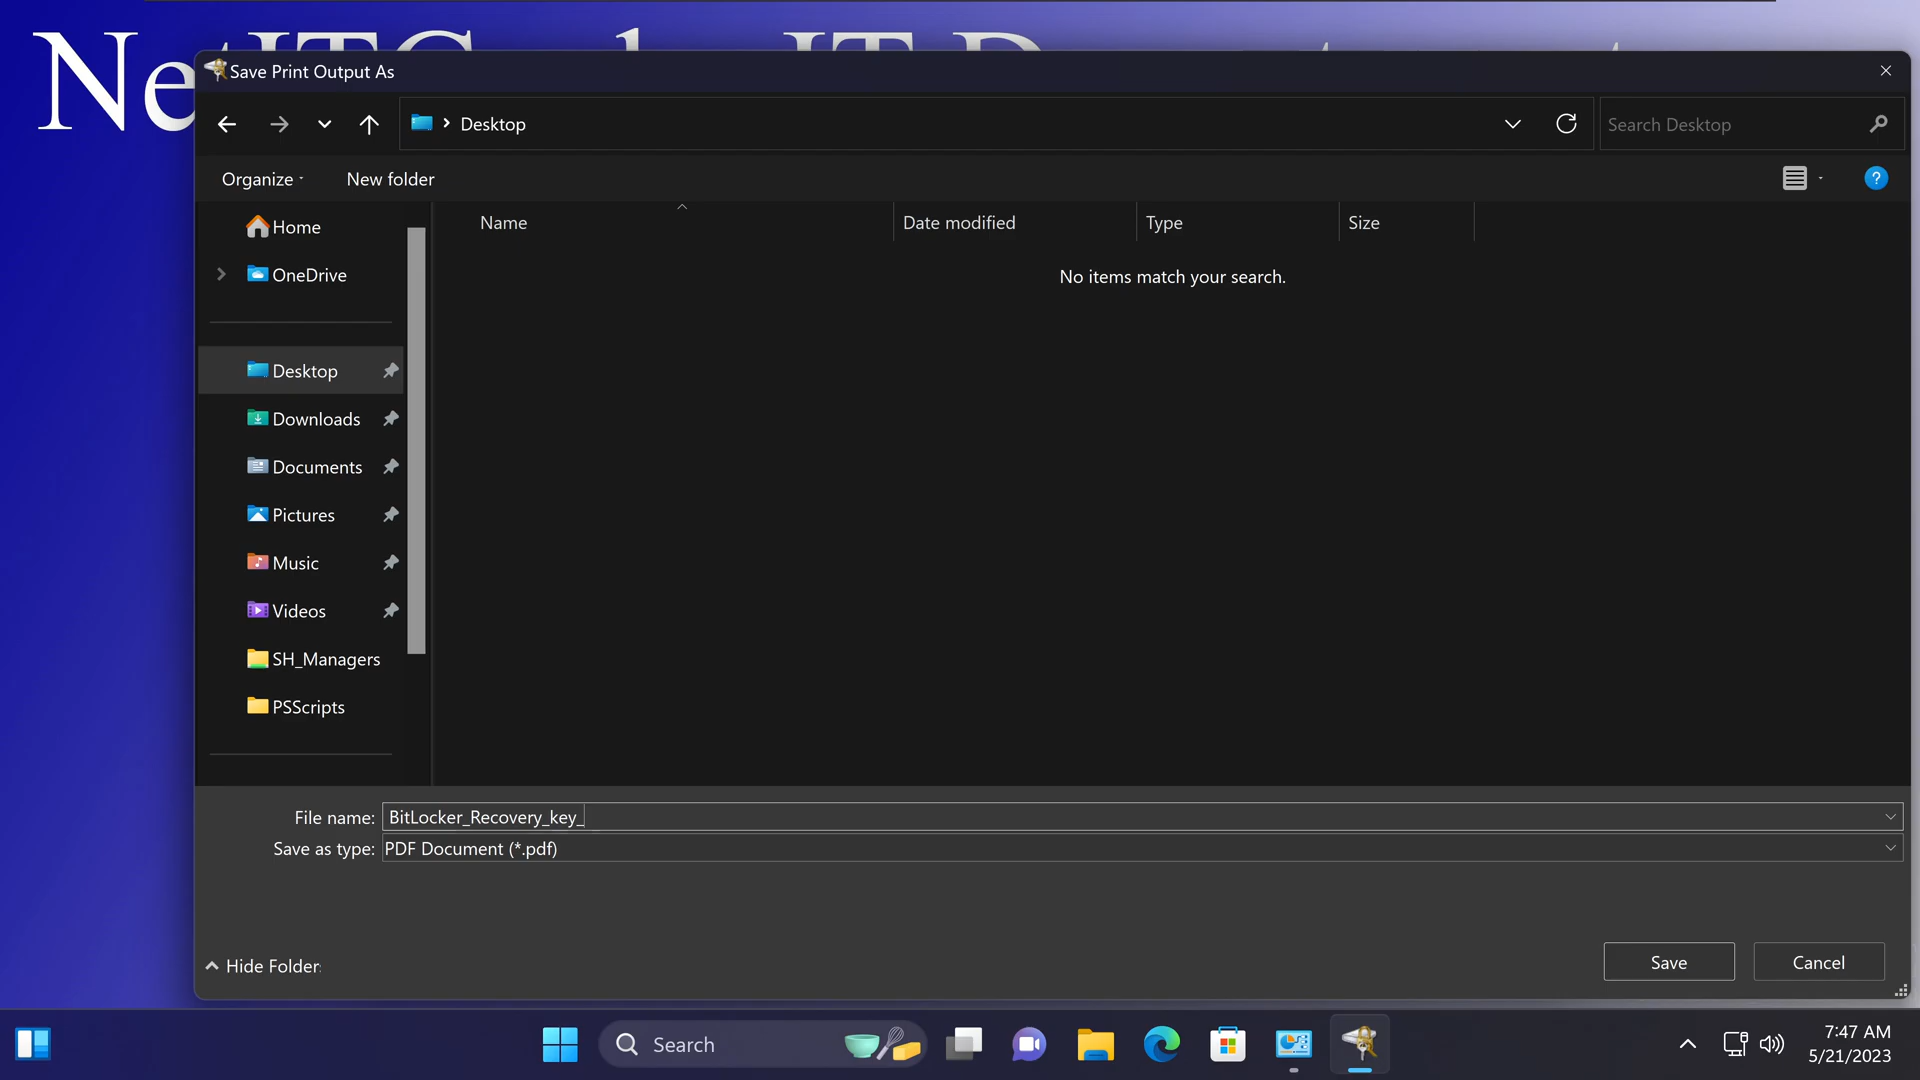 Save Print Output As
Desktop
Search Desktop
Organize
New folder
Name
Date modified
Type
Size
No items match your search.
Home
OneDrive
Desktop
Downloads
Documents
Pictures
Music
Videos
SH_Managers
PSScripts
File name: BitLocker_Recovery_key_
Save as type: PDF Document (*.pdf)
Hide Folder
Save
Cancel
Search
7:47 AM
5/21/2023